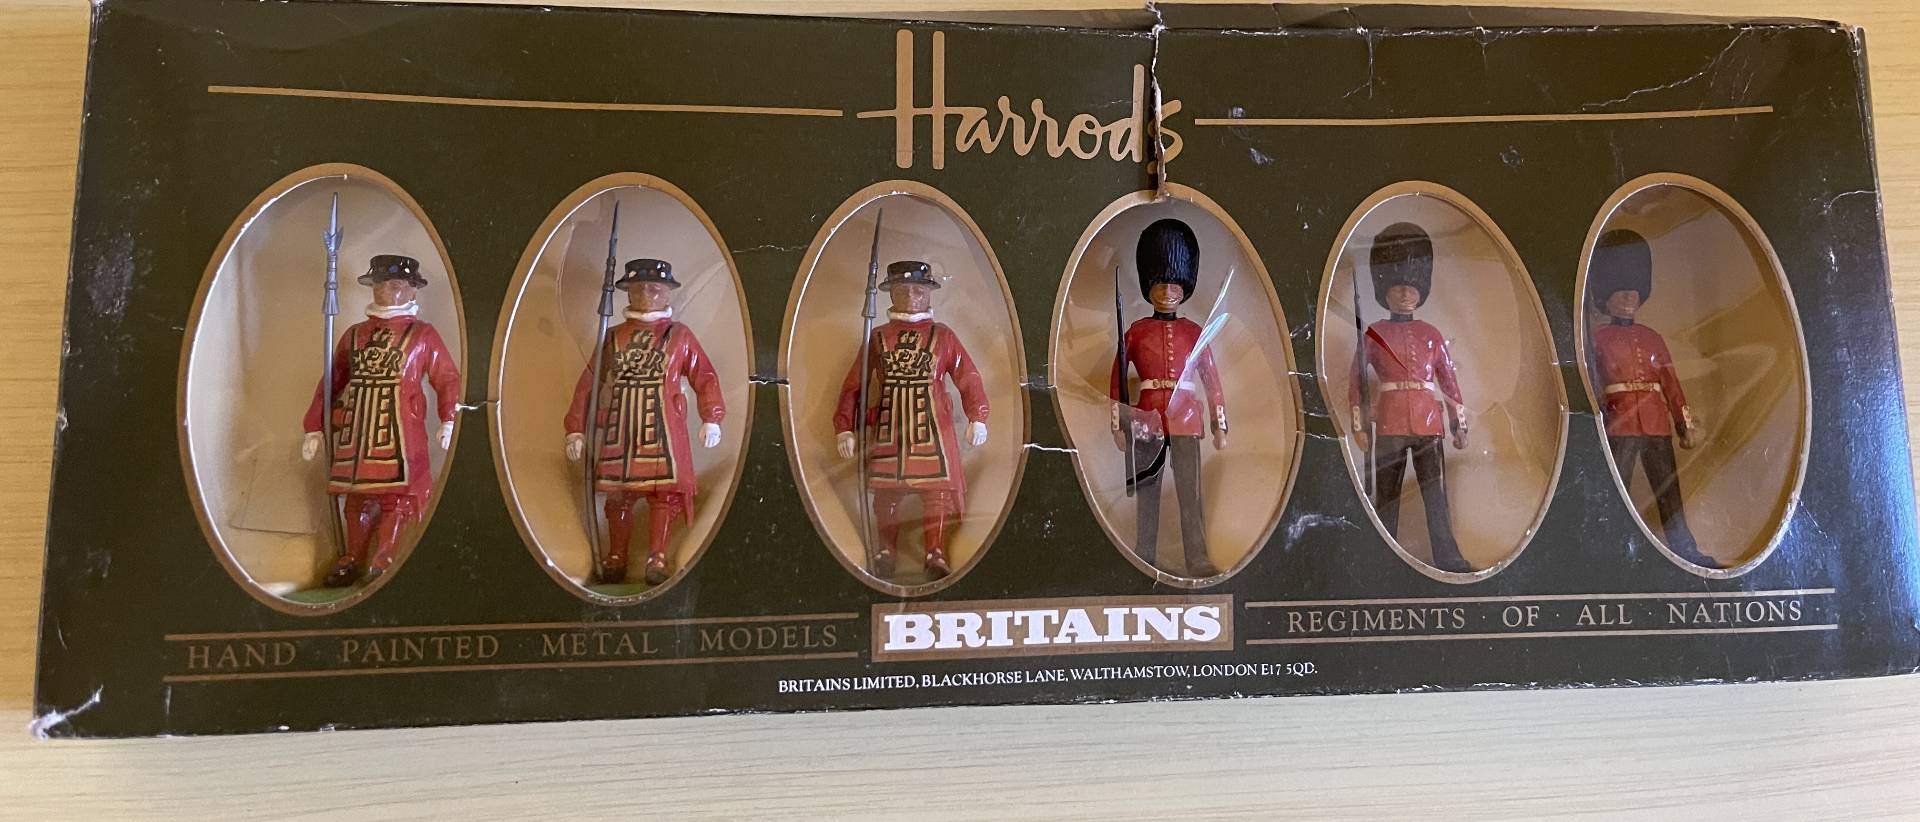 Harrods
HAND · PAINTED · METAL · MODELS ·
BRITAINS
· REGIMENTS · OF · ALL · NATIONS ·
BRITAINS LIMITED, BLACKHORSE LANE, WALTHAMSTOW, LONDON E17 5QD.